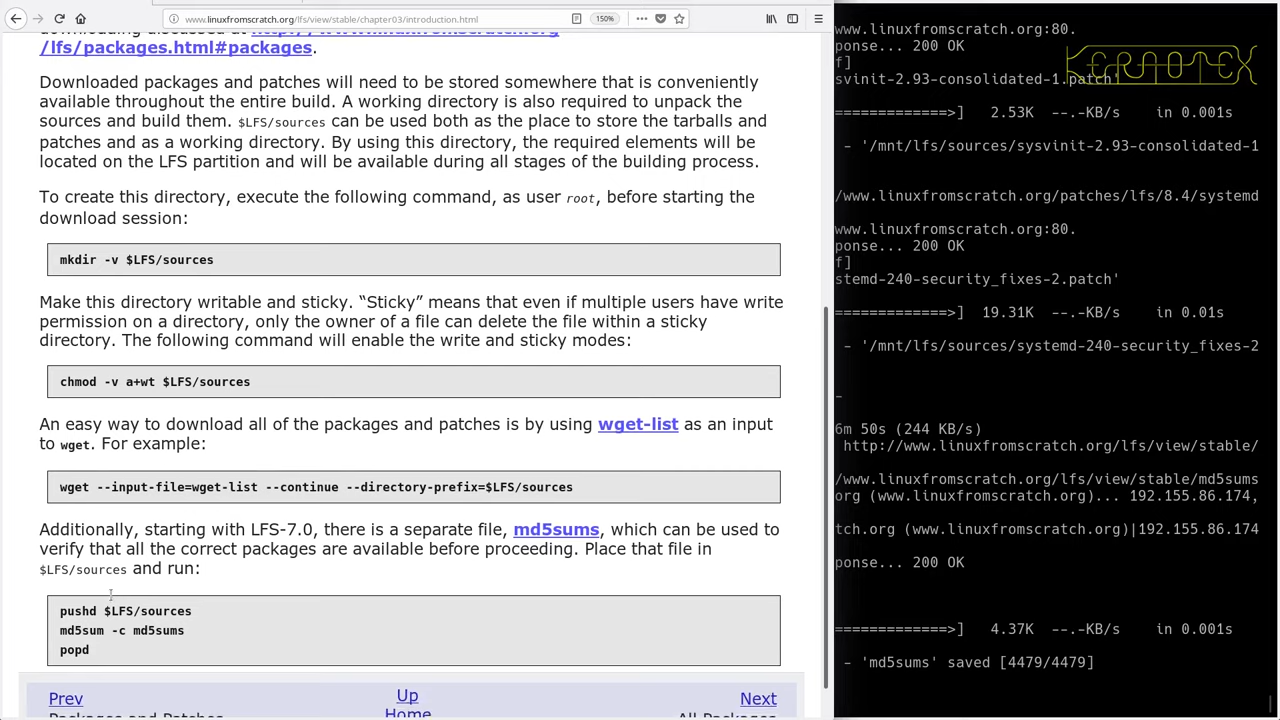 www.linuxfromscratch.org/lfs/view/stable/chapter03/introduction.html
150%
/lfs/packages.html#packages.
Downloaded packages and patches will need to be stored somewhere that is conveniently
available throughout the entire build. A working directory is also required to unpack the
sources and build them. $LFS/sources can be used both as the place to store the tarballs and
patches and as a working directory. By using this directory, the required elements will be
located on the LFS partition and will be available during all stages of the building process.
To create this directory, execute the following command, as user root, before starting the
download session:
mkdir -v $LFS/sources
Make this directory writable and sticky. “Sticky” means that even if multiple users have write
permission on a directory, only the owner of a file can delete the file within a sticky
directory. The following command will enable the write and sticky modes:
chmod -v a+wt $LFS/sources
An easy way to download all of the packages and patches is by using wget-list as an input
to wget. For example:
wget --input-file=wget-list --continue --directory-prefix=$LFS/sources
Additionally, starting with LFS-7.0, there is a separate file, md5sums, which can be used to
verify that all the correct packages are available before proceeding. Place that file in
$LFS/sources and run:
pushd $LFS/sources
md5sum -c md5sums
popd
Prev
Up
Next
Home
www.linuxfromscratch.org:80.
ponse... 200 OK
f]
svinit-2.93-consolidated-1.patch'
============>] 2.53K --.-KB/s in 0.001s
- '/mnt/lfs/sources/sysvinit-2.93-consolidated-1
/www.linuxfromscratch.org/patches/lfs/8.4/systemd
www.linuxfromscratch.org:80.
ponse... 200 OK
f]
stemd-240-security_fixes-2.patch'
============>] 19.31K --.-KB/s in 0.01s
- '/mnt/lfs/sources/systemd-240-security_fixes-2
-
6m 50s (244 KB/s)
http://www.linuxfromscratch.org/lfs/view/stable/
/www.linuxfromscratch.org/lfs/view/stable/md5sums
org (www.linuxfromscratch.org)... 192.155.86.174,
tch.org (www.linuxfromscratch.org)|192.155.86.174
ponse... 200 OK
============>] 4.37K --.-KB/s in 0.001s
- 'md5sums' saved [4479/4479]